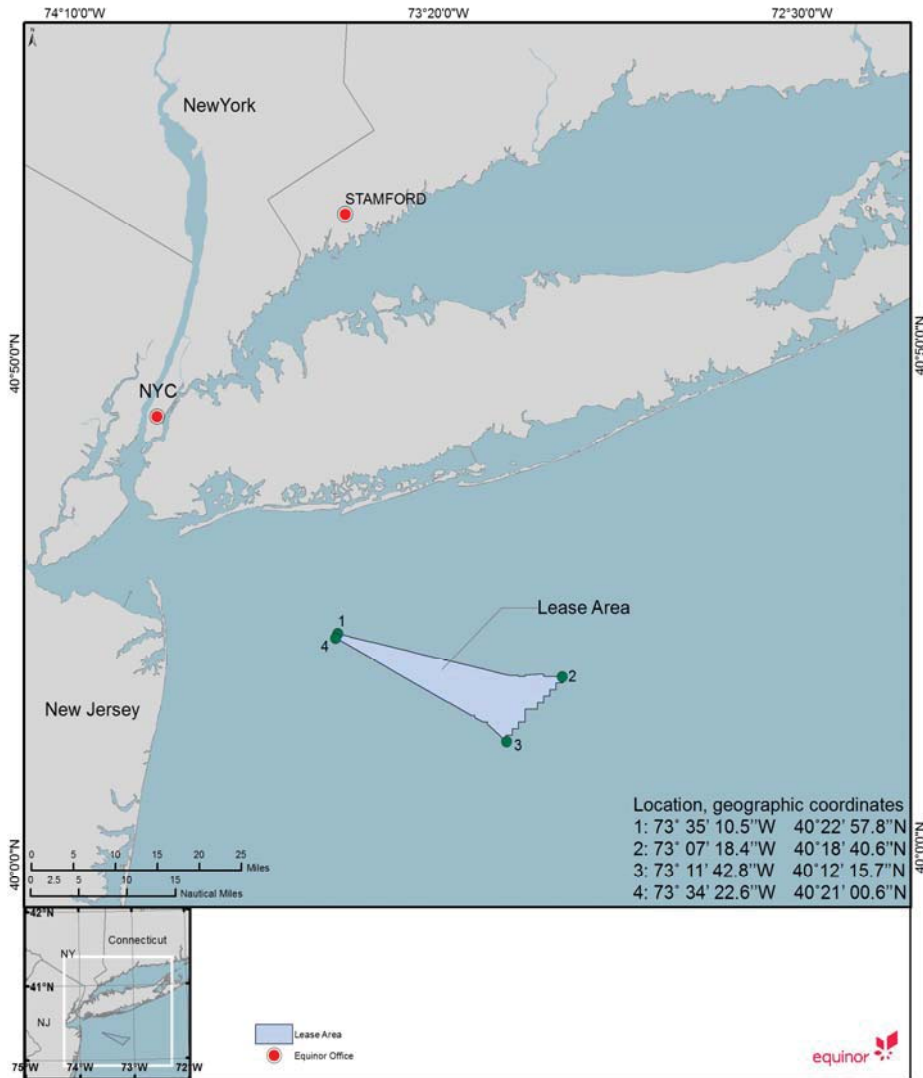 74°10'0"W 73°20'0"W 72°30'0"W
N
NewYork
STAMFORD
40°50'0"N
40°50'0"N
NYC
Lease Area
1
4
2
3
New Jersey
Location, geographic coordinates
1: 73° 35' 10.5''W 40°22' 57.8''N
2: 73° 07' 18.4''W 40°18' 40.6''N
3: 73° 11' 42.8''W 40°12' 15.7''N
4: 73° 34' 22.6''W 40°21' 00.6''N
40°0'0"N
40°0'0"N
0 5 10 15 20 25
Miles
0 2.5 5 10 15
Nautical Miles
42°N
Connecticut
NY
41°N
NJ
75°W 74°W 73°W 72°W
Lease Area
Equinor Office
equinor